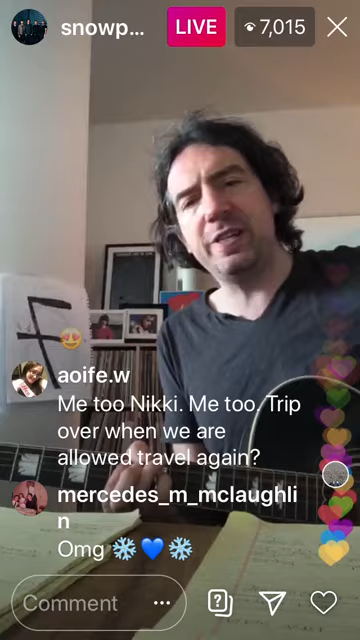 snowp...
LIVE
7,015
F
aoife.w
Me too Nikki. Me too. Trip
over when we are
allowed travel again?
mercedes_m_mclaughli
n
Omg ❄️💙❄️
Comment